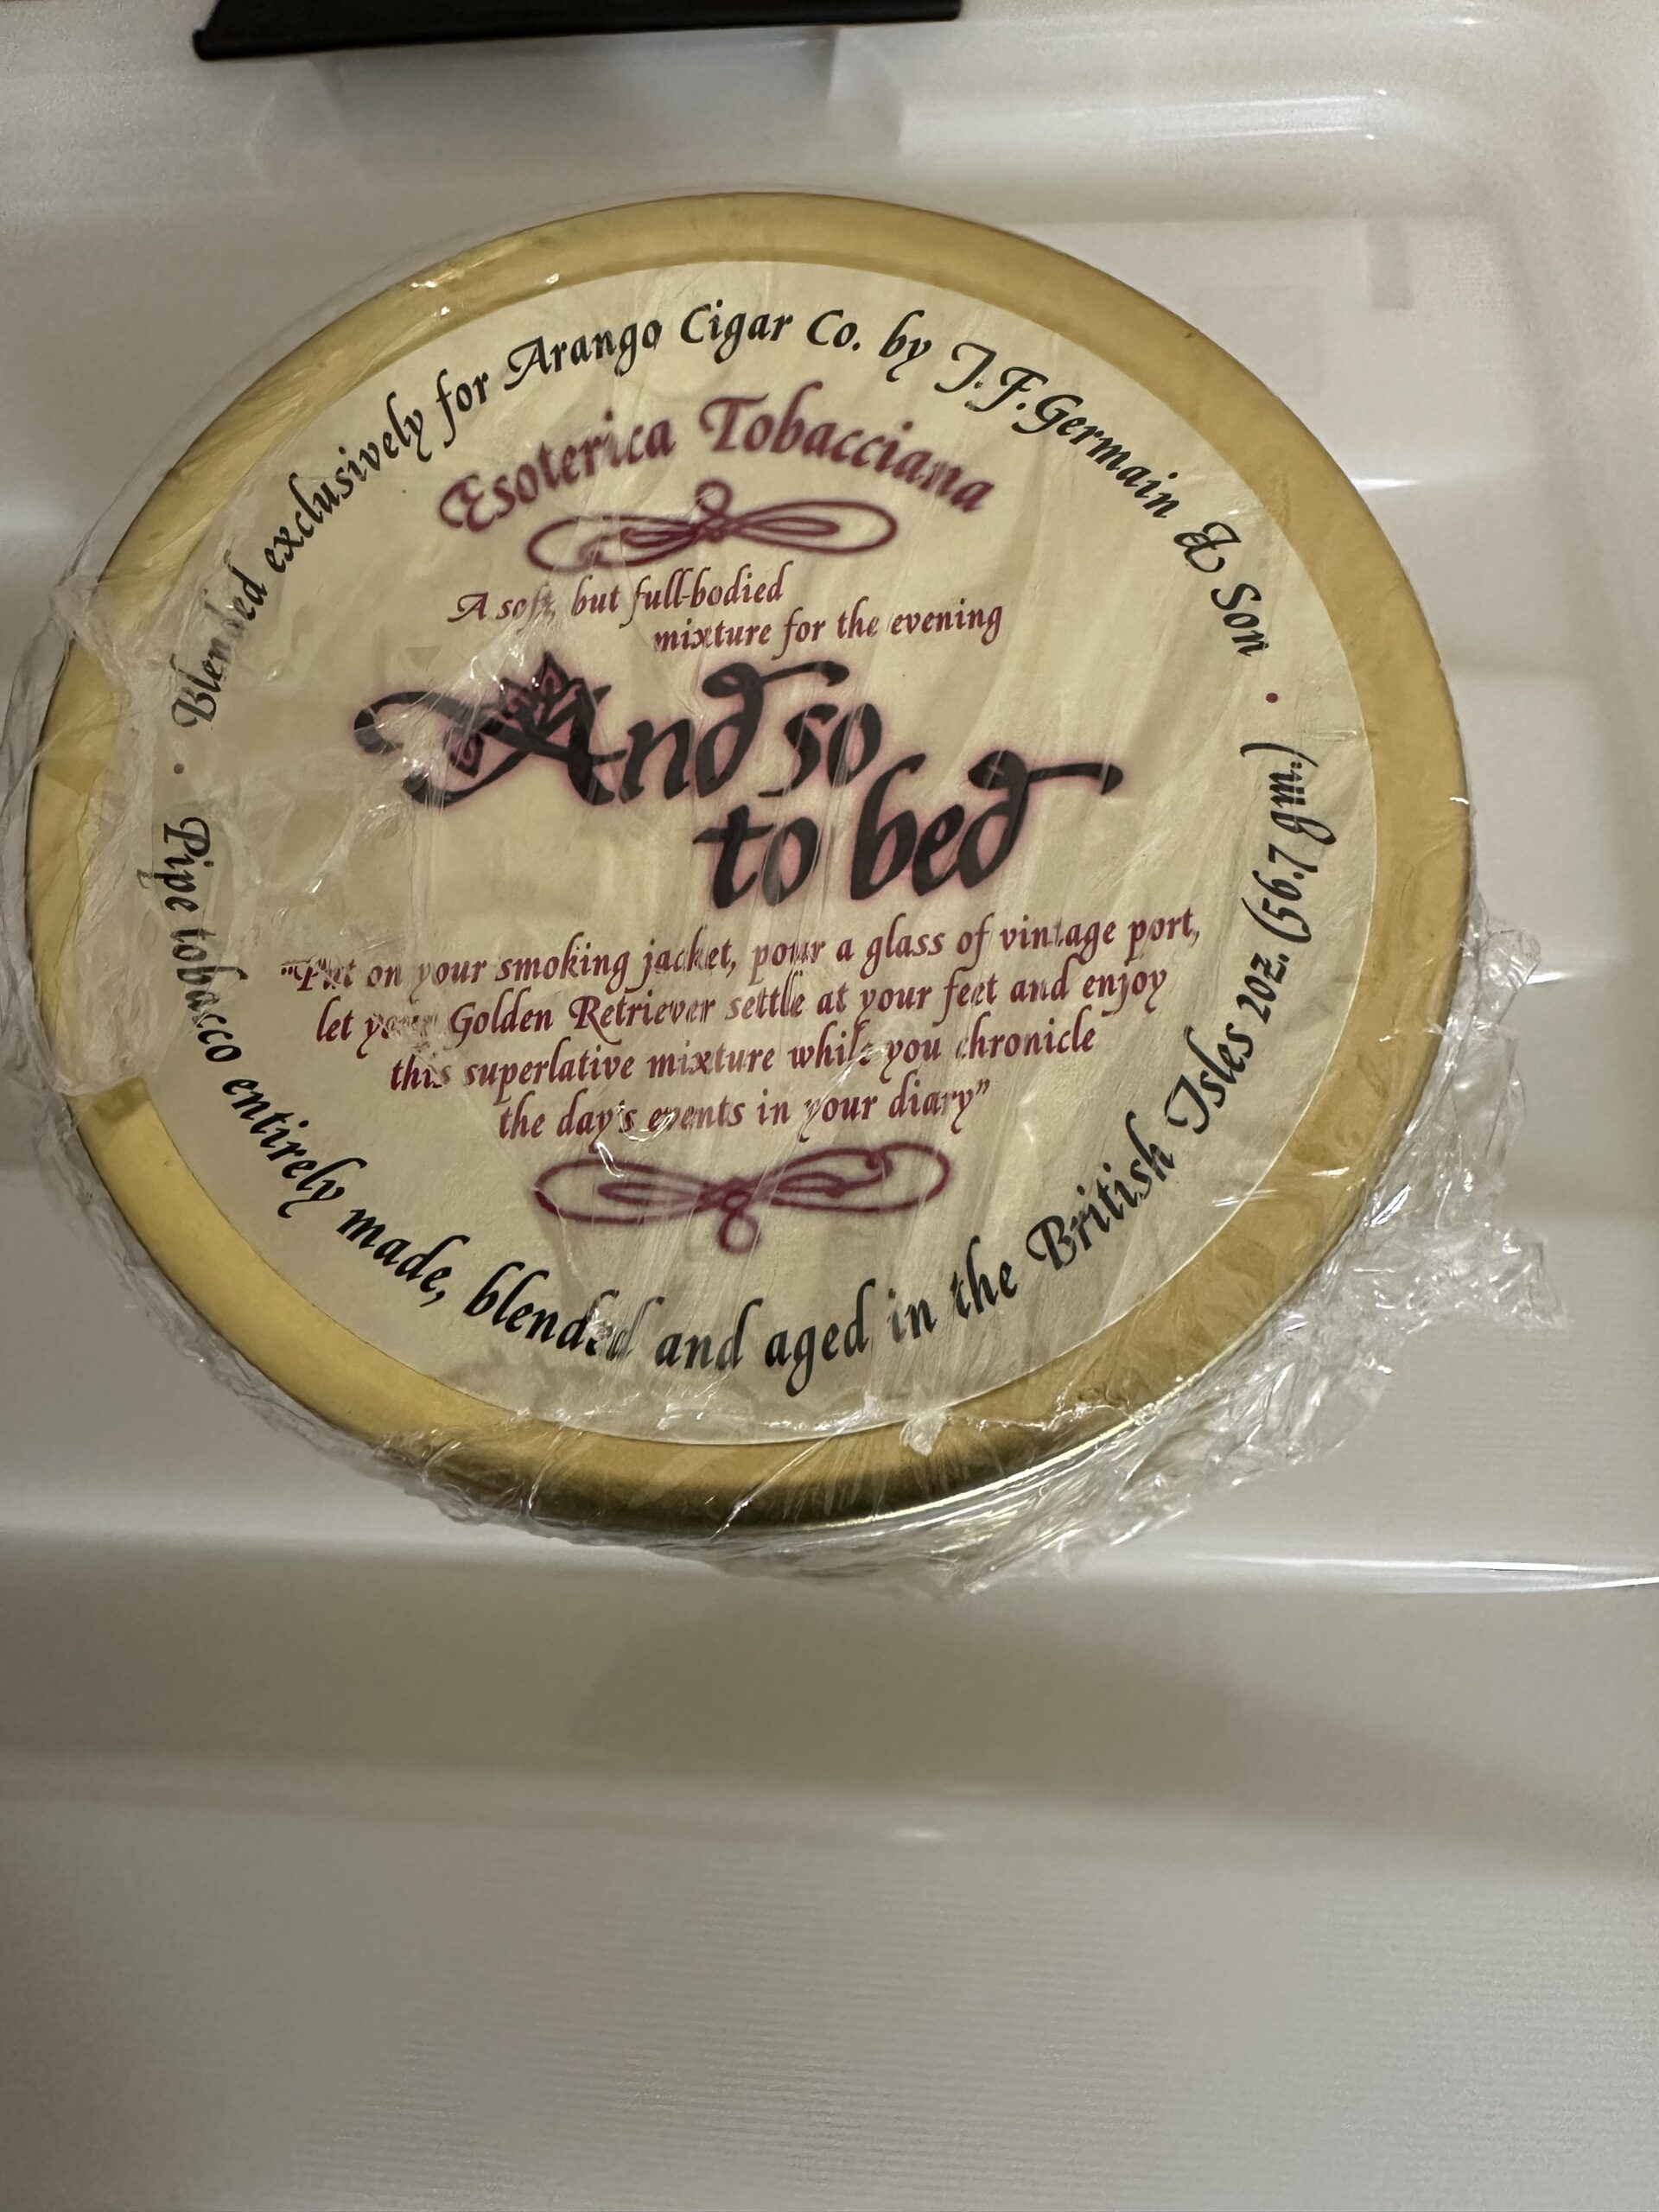 Blended exclusively for Arango Cigar Co. by J.F.Germain & Son
Esoterica Tobacciana
A soft, but full-bodied
mixture for the evening
And so
to bed
"Put on your smoking jacket, pour a glass of vintage port,
let your Golden Retriever settle at your feet and enjoy
this superlative mixture while you chronicle
the day's events in your diary"
Pipe tobacco entirely made, blended and aged in the British Isles 2oz. (56.7 gm.)